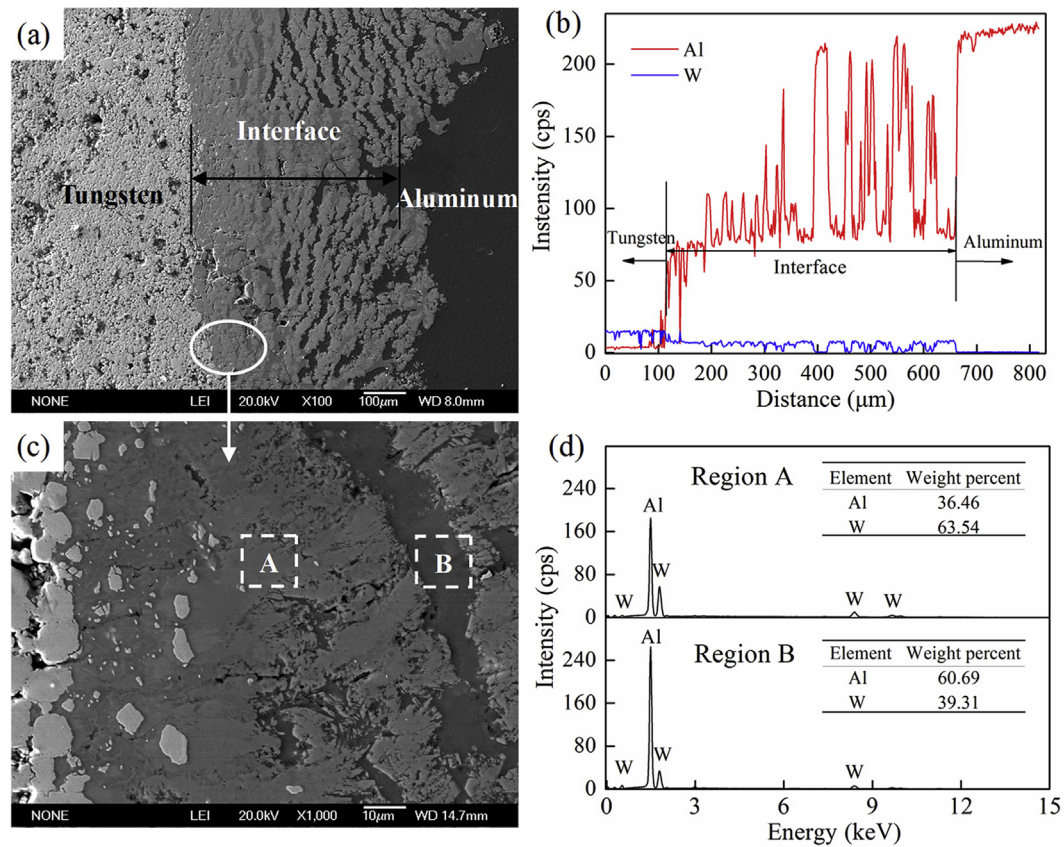 (a)
Interface
Tungsten
Aluminum
NONE LEI 20.0kV X100 100μm WD 8.0mm
(b)
Al
W
Instensity (cps)
200
150
100
50
0
Tungsten
Interface
Aluminum
0 100 200 300 400 500 600 700 800
Distance (μm)
(c)
A
B
NONE LEI 20.0kV X1,000 10μm WD 14.7mm
(d)
Intensity (cps)
Region A
Element Weight percent
Al 36.46
W 63.54
240
160
80
0
Al
W
W
W
W
Region B
Element Weight percent
Al 60.69
W 39.31
240
160
80
0
Al
W
W
W
0 3 6 9 12 15
Energy (keV)